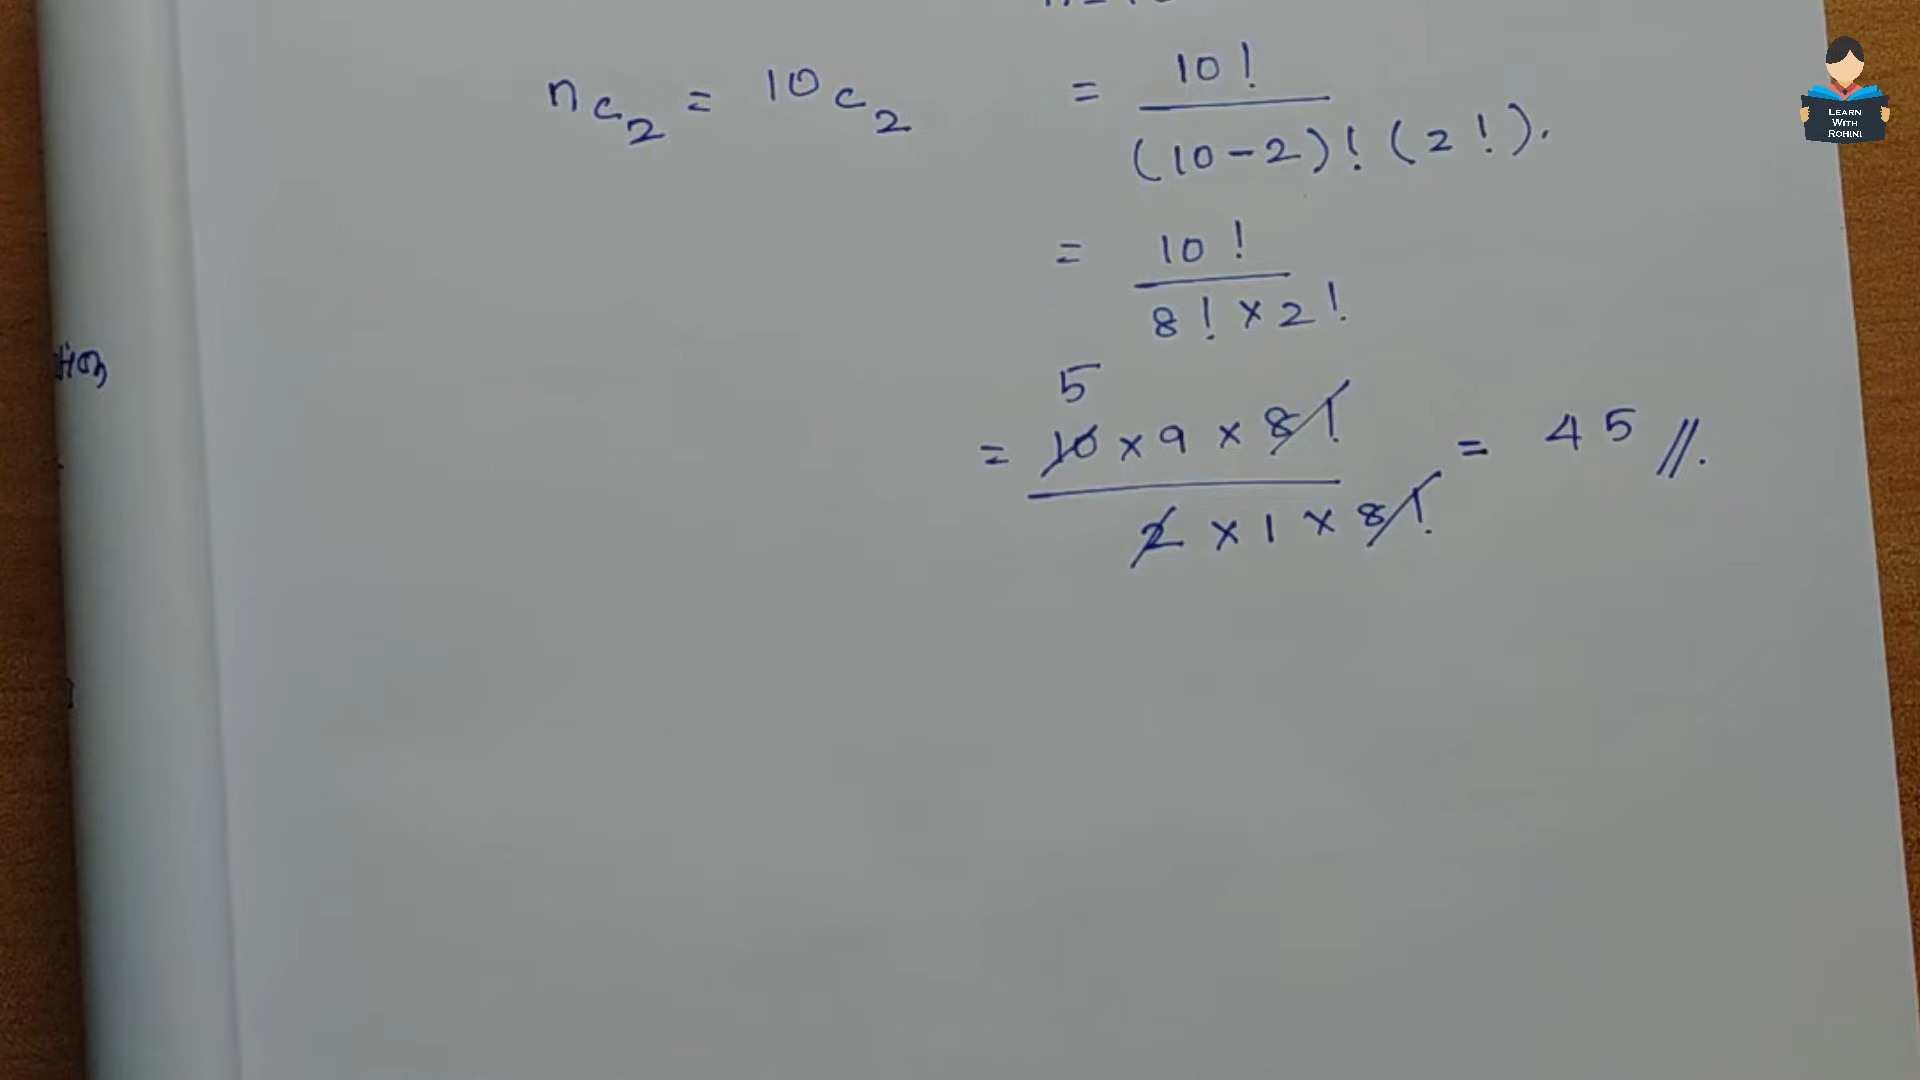 nc2 = 10c2 = 10! / (10-2)! (2!).
= 10! / 8! × 2!
5
= 10 × 9 × 8! / 2 × 1 × 8! = 45 //.
LEARN
WITH
ROHINI